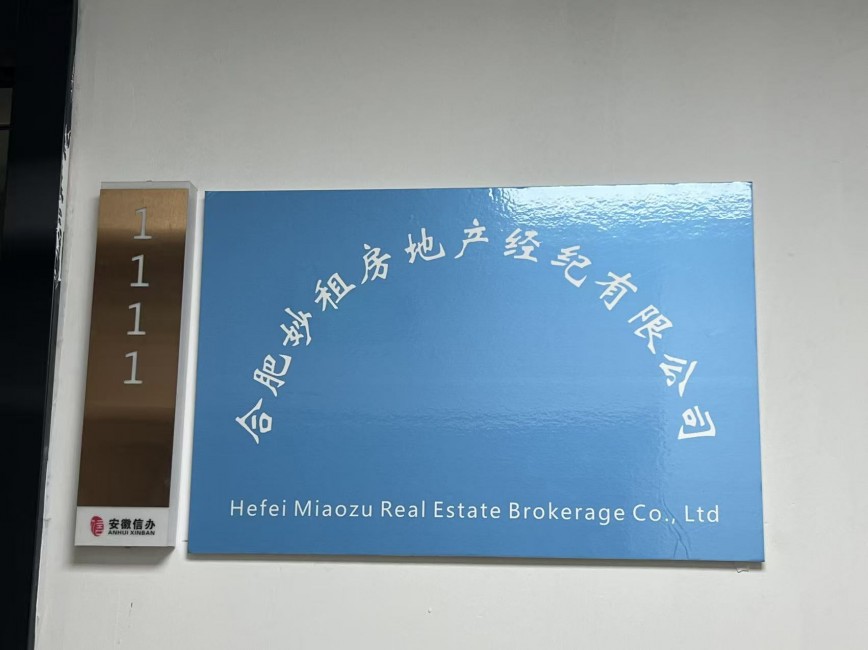 1111
安徽信办
ANHUI XINBAN
合肥妙租房地产经纪有限公司
Hefei Miaozu Real Estate Brokerage Co., Ltd